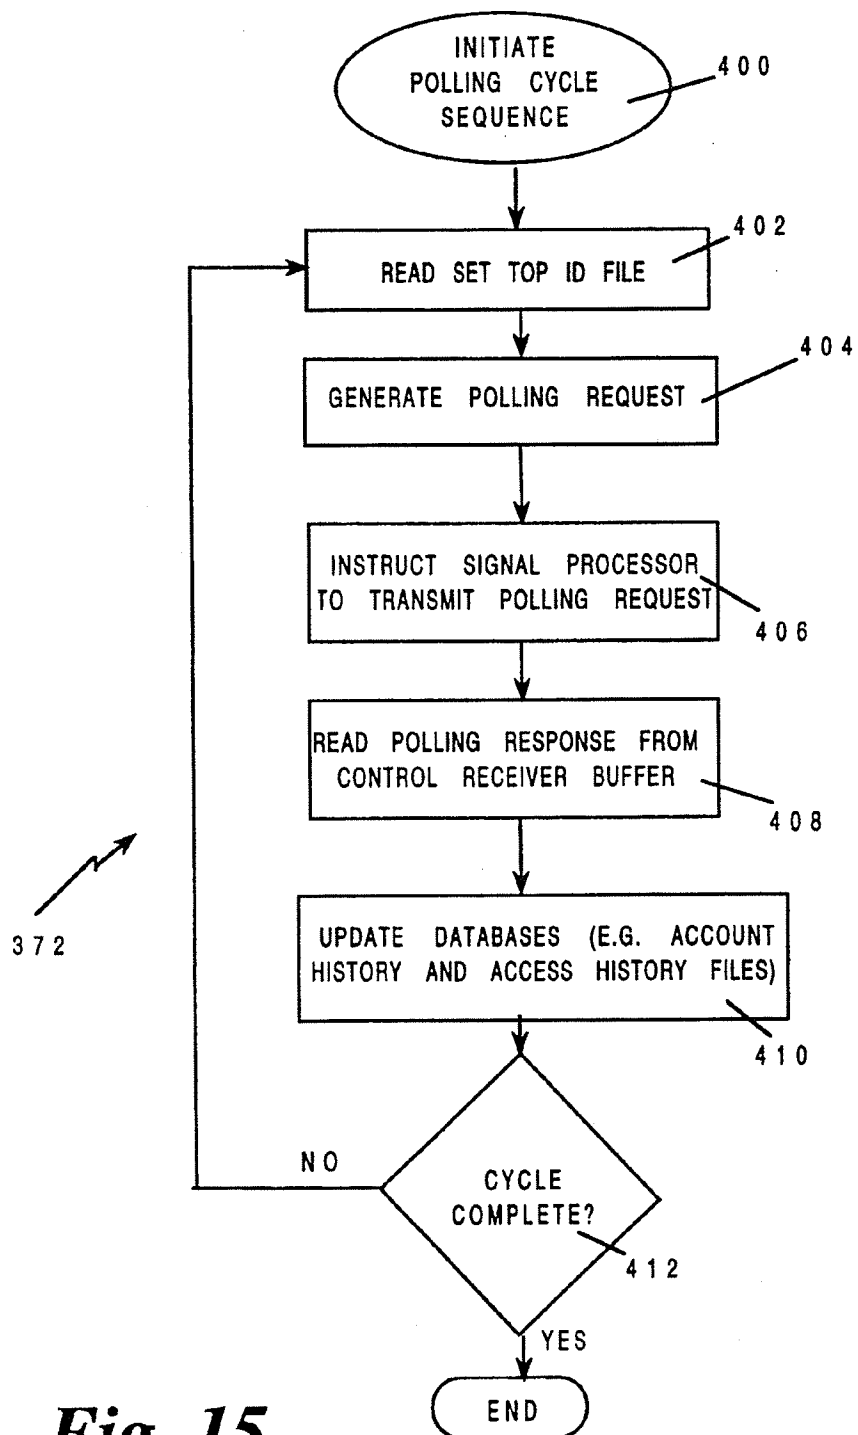 INITIATE
POLLING CYCLE
SEQUENCE
400
402
READ SET TOP ID FILE
404
GENERATE POLLING REQUEST
INSTRUCT SIGNAL PROCESSOR
TO TRANSMIT POLLING REQUEST
406
READ POLLING RESPONSE FROM
CONTROL RECEIVER BUFFER
408
372
UPDATE DATABASES (E.G. ACCOUNT
HISTORY AND ACCESS HISTORY FILES)
410
NO
CYCLE
COMPLETE?
412
YES
END
Fig. 15